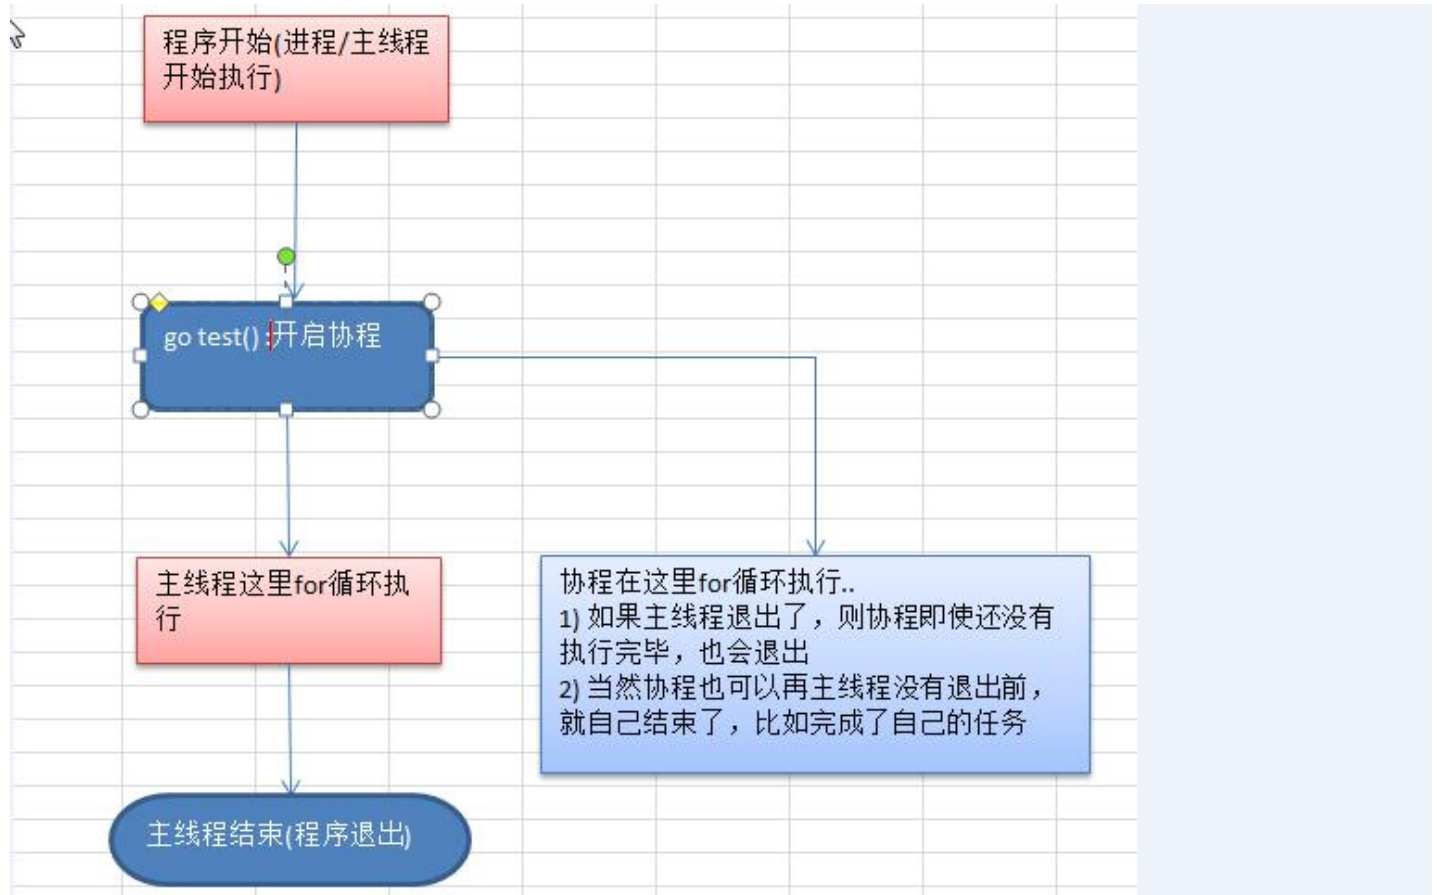 程序开始(进程/主线程
开始执行)
go test() :开启协程
主线程这里for循环执
行
协程在这里for循环执行..
1) 如果主线程退出了，则协程即使还没有
执行完毕，也会退出
2) 当然协程也可以再主线程没有退出前，
就自己结束了，比如完成了自己的任务
主线程结束(程序退出)